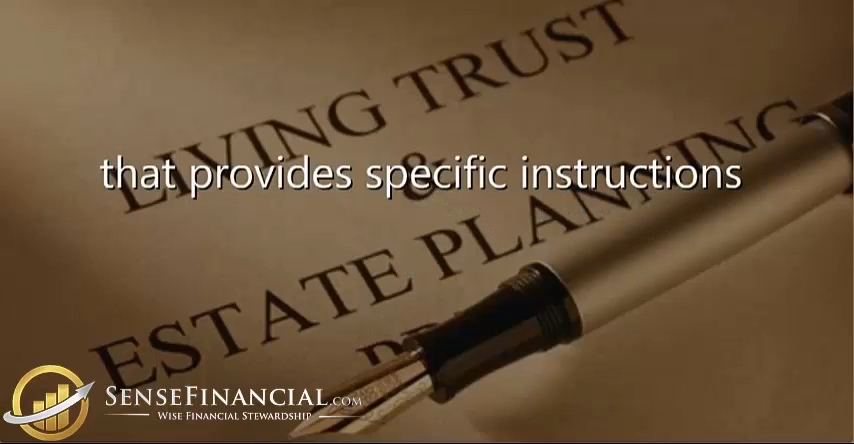 LIVING TRUST
that provides specific instructions
&
ESTATE PLANNING
SENSEFINANCIAL.COM
WISE FINANCIAL STEWARDSHIP